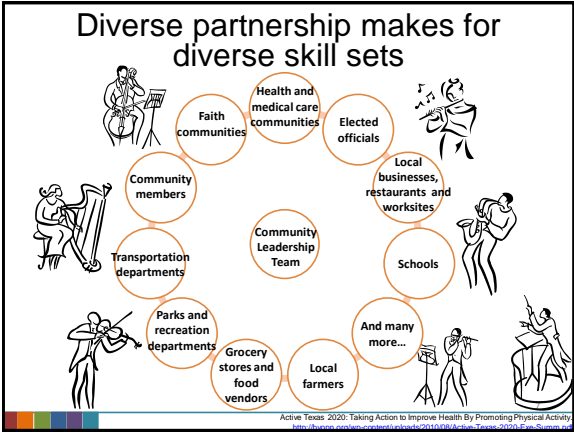 Diverse partnership makes for
diverse skill sets
Health and
medical care
communities
Elected
officials
Local
businesses,
restaurants and
worksites
Schools
And many
more…
Local
farmers
Grocery
stores and
food
vendors
Parks and
recreation
departments
Transportation
departments
Community
members
Faith
communities
Community
Leadership
Team
Active Texas 2020: Taking Action to Improve Health By Promoting Physical Activity.